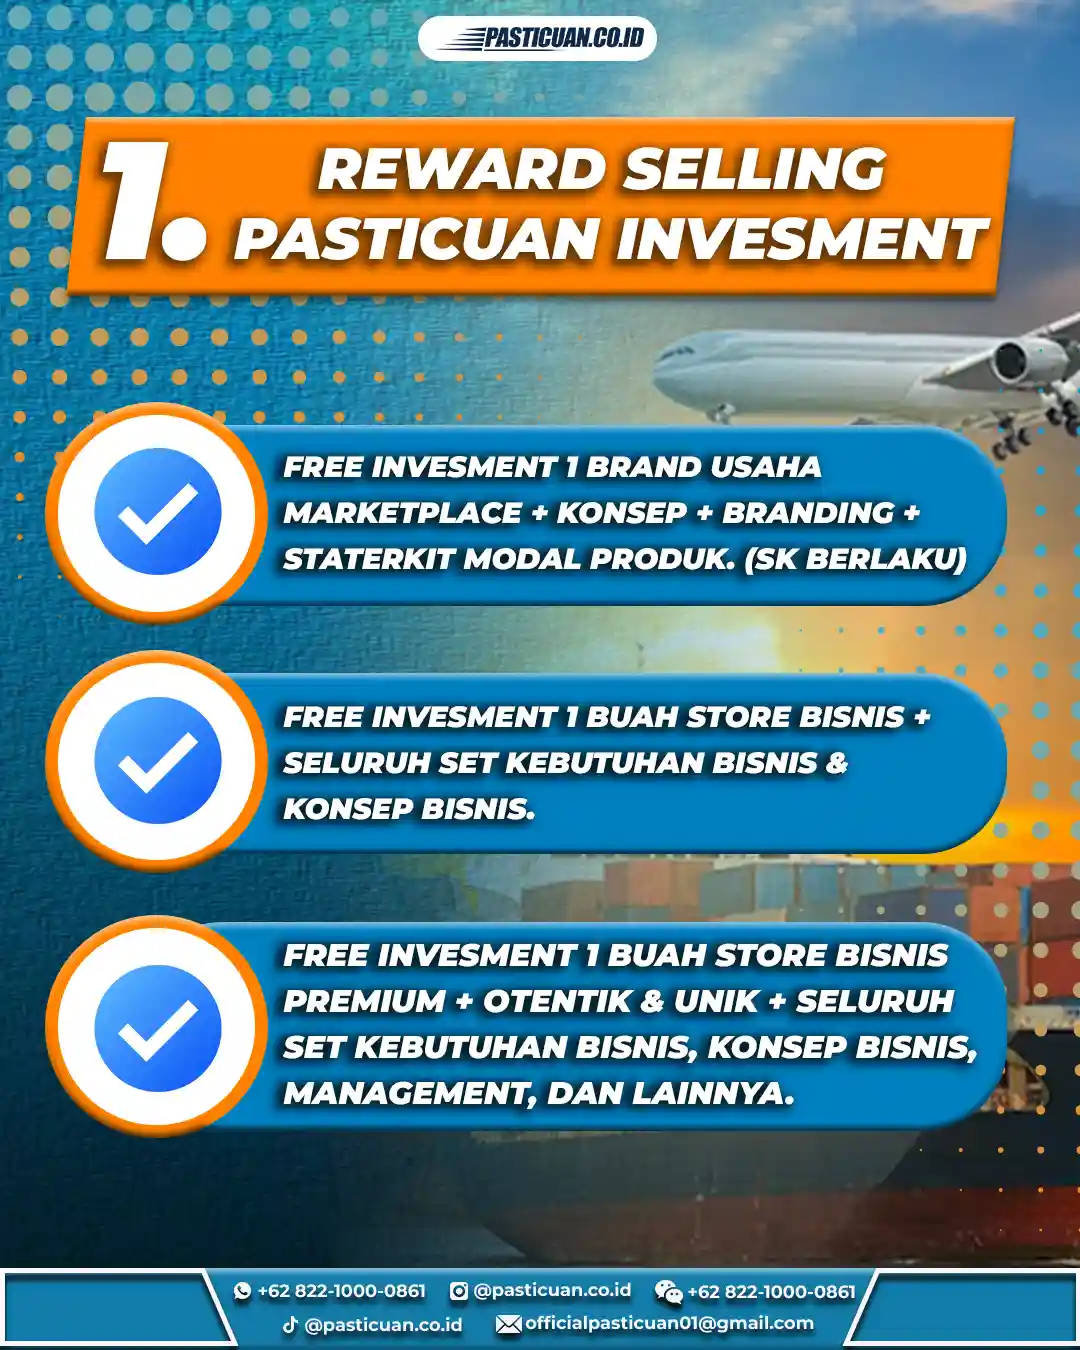 PASTICUAN.CO.ID
1. REWARD SELLING
PASTICUAN INVESMENT
FREE INVESMENT 1 BRAND USAHA
MARKETPLACE + KONSEP + BRANDING +
STATERKIT MODAL PRODUK. (SK BERLAKU)
FREE INVESMENT 1 BUAH STORE BISNIS +
SELURUH SET KEBUTUHAN BISNIS &
KONSEP BISNIS.
FREE INVESMENT 1 BUAH STORE BISNIS
PREMIUM + OTENTIK & UNIK + SELURUH
SET KEBUTUHAN BISNIS, KONSEP BISNIS,
MANAGEMENT, DAN LAINNYA.
+62 822-1000-0861 @pasticuan.co.id +62 822-1000-0861
@pasticuan.co.id officialpasticuan01@gmail.com